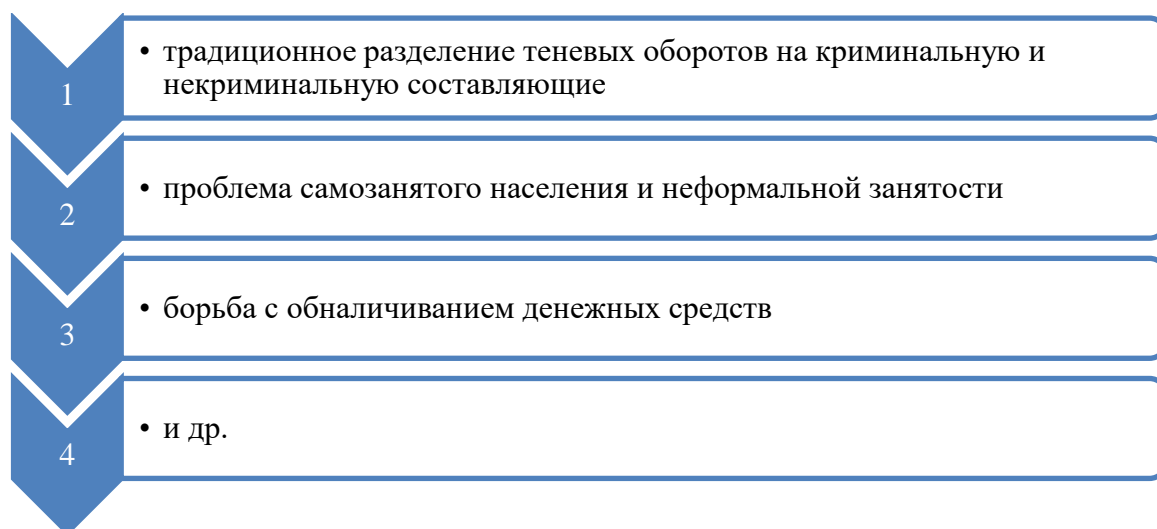 1
• традиционное разделение теневых оборотов на криминальную и
некриминальную составляющие
2
• проблема самозанятого населения и неформальной занятости
3
• борьба с обналичиванием денежных средств
4
• и др.